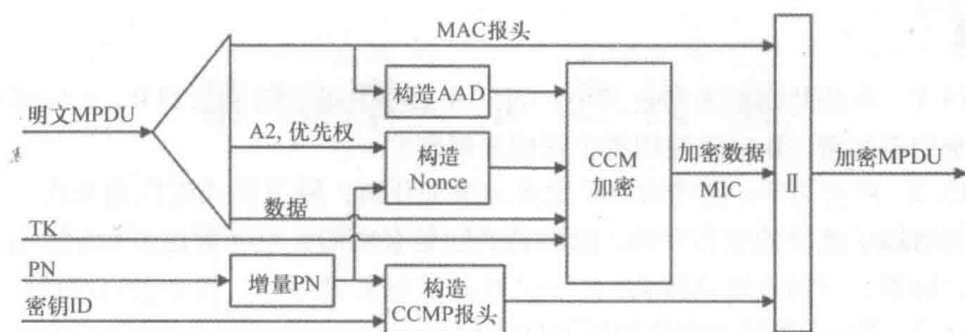 MAC报头
构造AAD
明文MPDU
A2, 优先权
构造
Nonce
CCM
加密
加密数据
MIC
||
加密MPDU
数据
TK
PN
增量PN
构造
CCMP报头
密钥ID